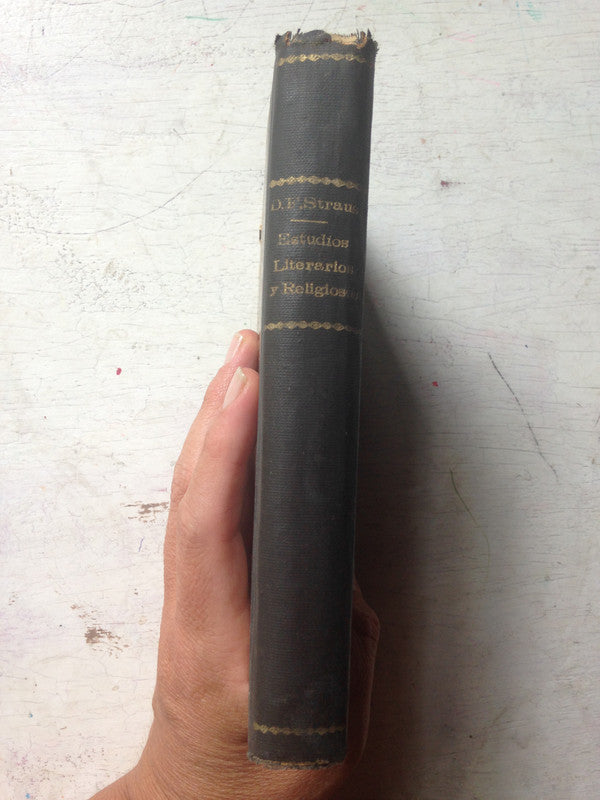 D. F. Straus
Estudios
Literarios
y Religiosos